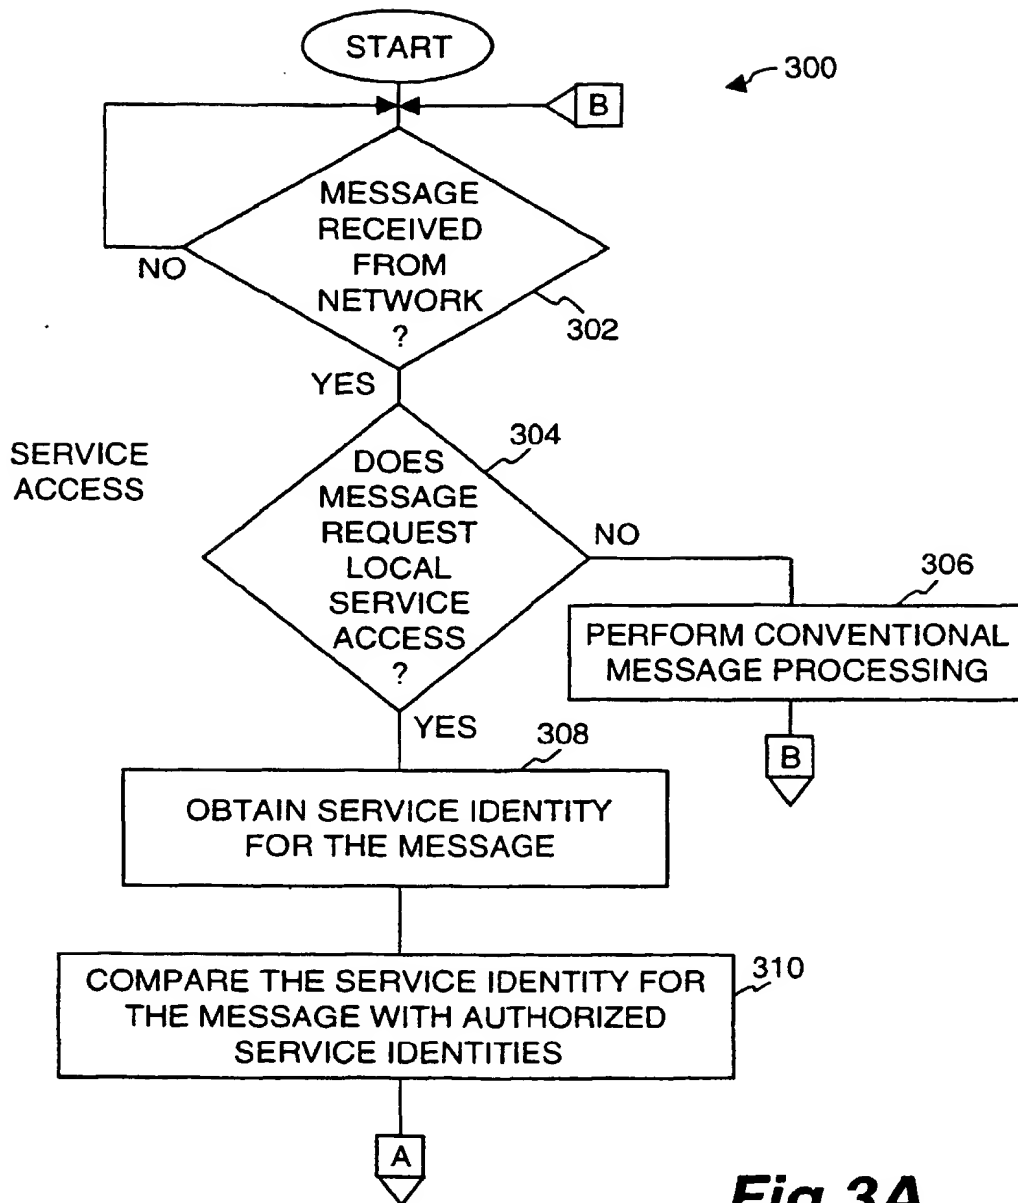 START
300
B
MESSAGE
RECEIVED
FROM
NETWORK
?
NO
302
YES
SERVICE
ACCESS
304
DOES
MESSAGE
REQUEST
LOCAL
SERVICE
ACCESS
?
NO
306
PERFORM CONVENTIONAL
MESSAGE PROCESSING
YES
B
308
OBTAIN SERVICE IDENTITY
FOR THE MESSAGE
310
COMPARE THE SERVICE IDENTITY FOR
THE MESSAGE WITH AUTHORIZED
SERVICE IDENTITIES
A
Fig 3A